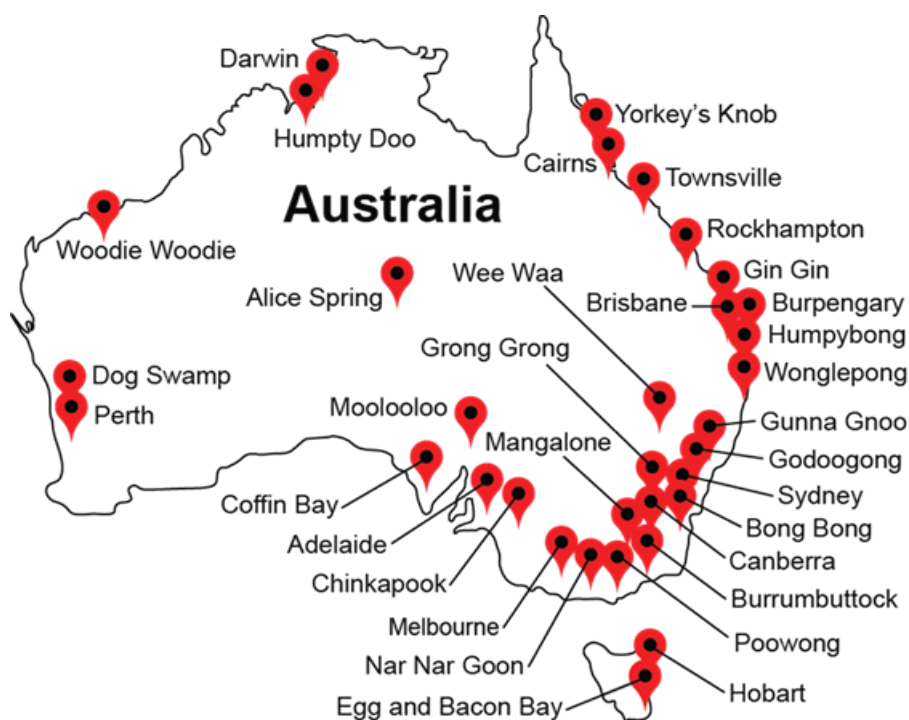 Darwin
Yorkey's Knob
Humpty Doo
Cairns
Townsville
Australia
Rockhampton
Woodie Woodie
Wee Waa
Gin Gin
Alice Spring
Brisbane
Burpengary
Humpybong
Grong Grong
Dog Swamp
Wonglepong
Perth
Moolooloo
Mangalone
Gunna Gnoo
Godoogong
Coffin Bay
Sydney
Bong Bong
Adelaide
Canberra
Chinkapook
Burrumbuttock
Melbourne
Poowong
Nar Nar Goon
Hobart
Egg and Bacon Bay